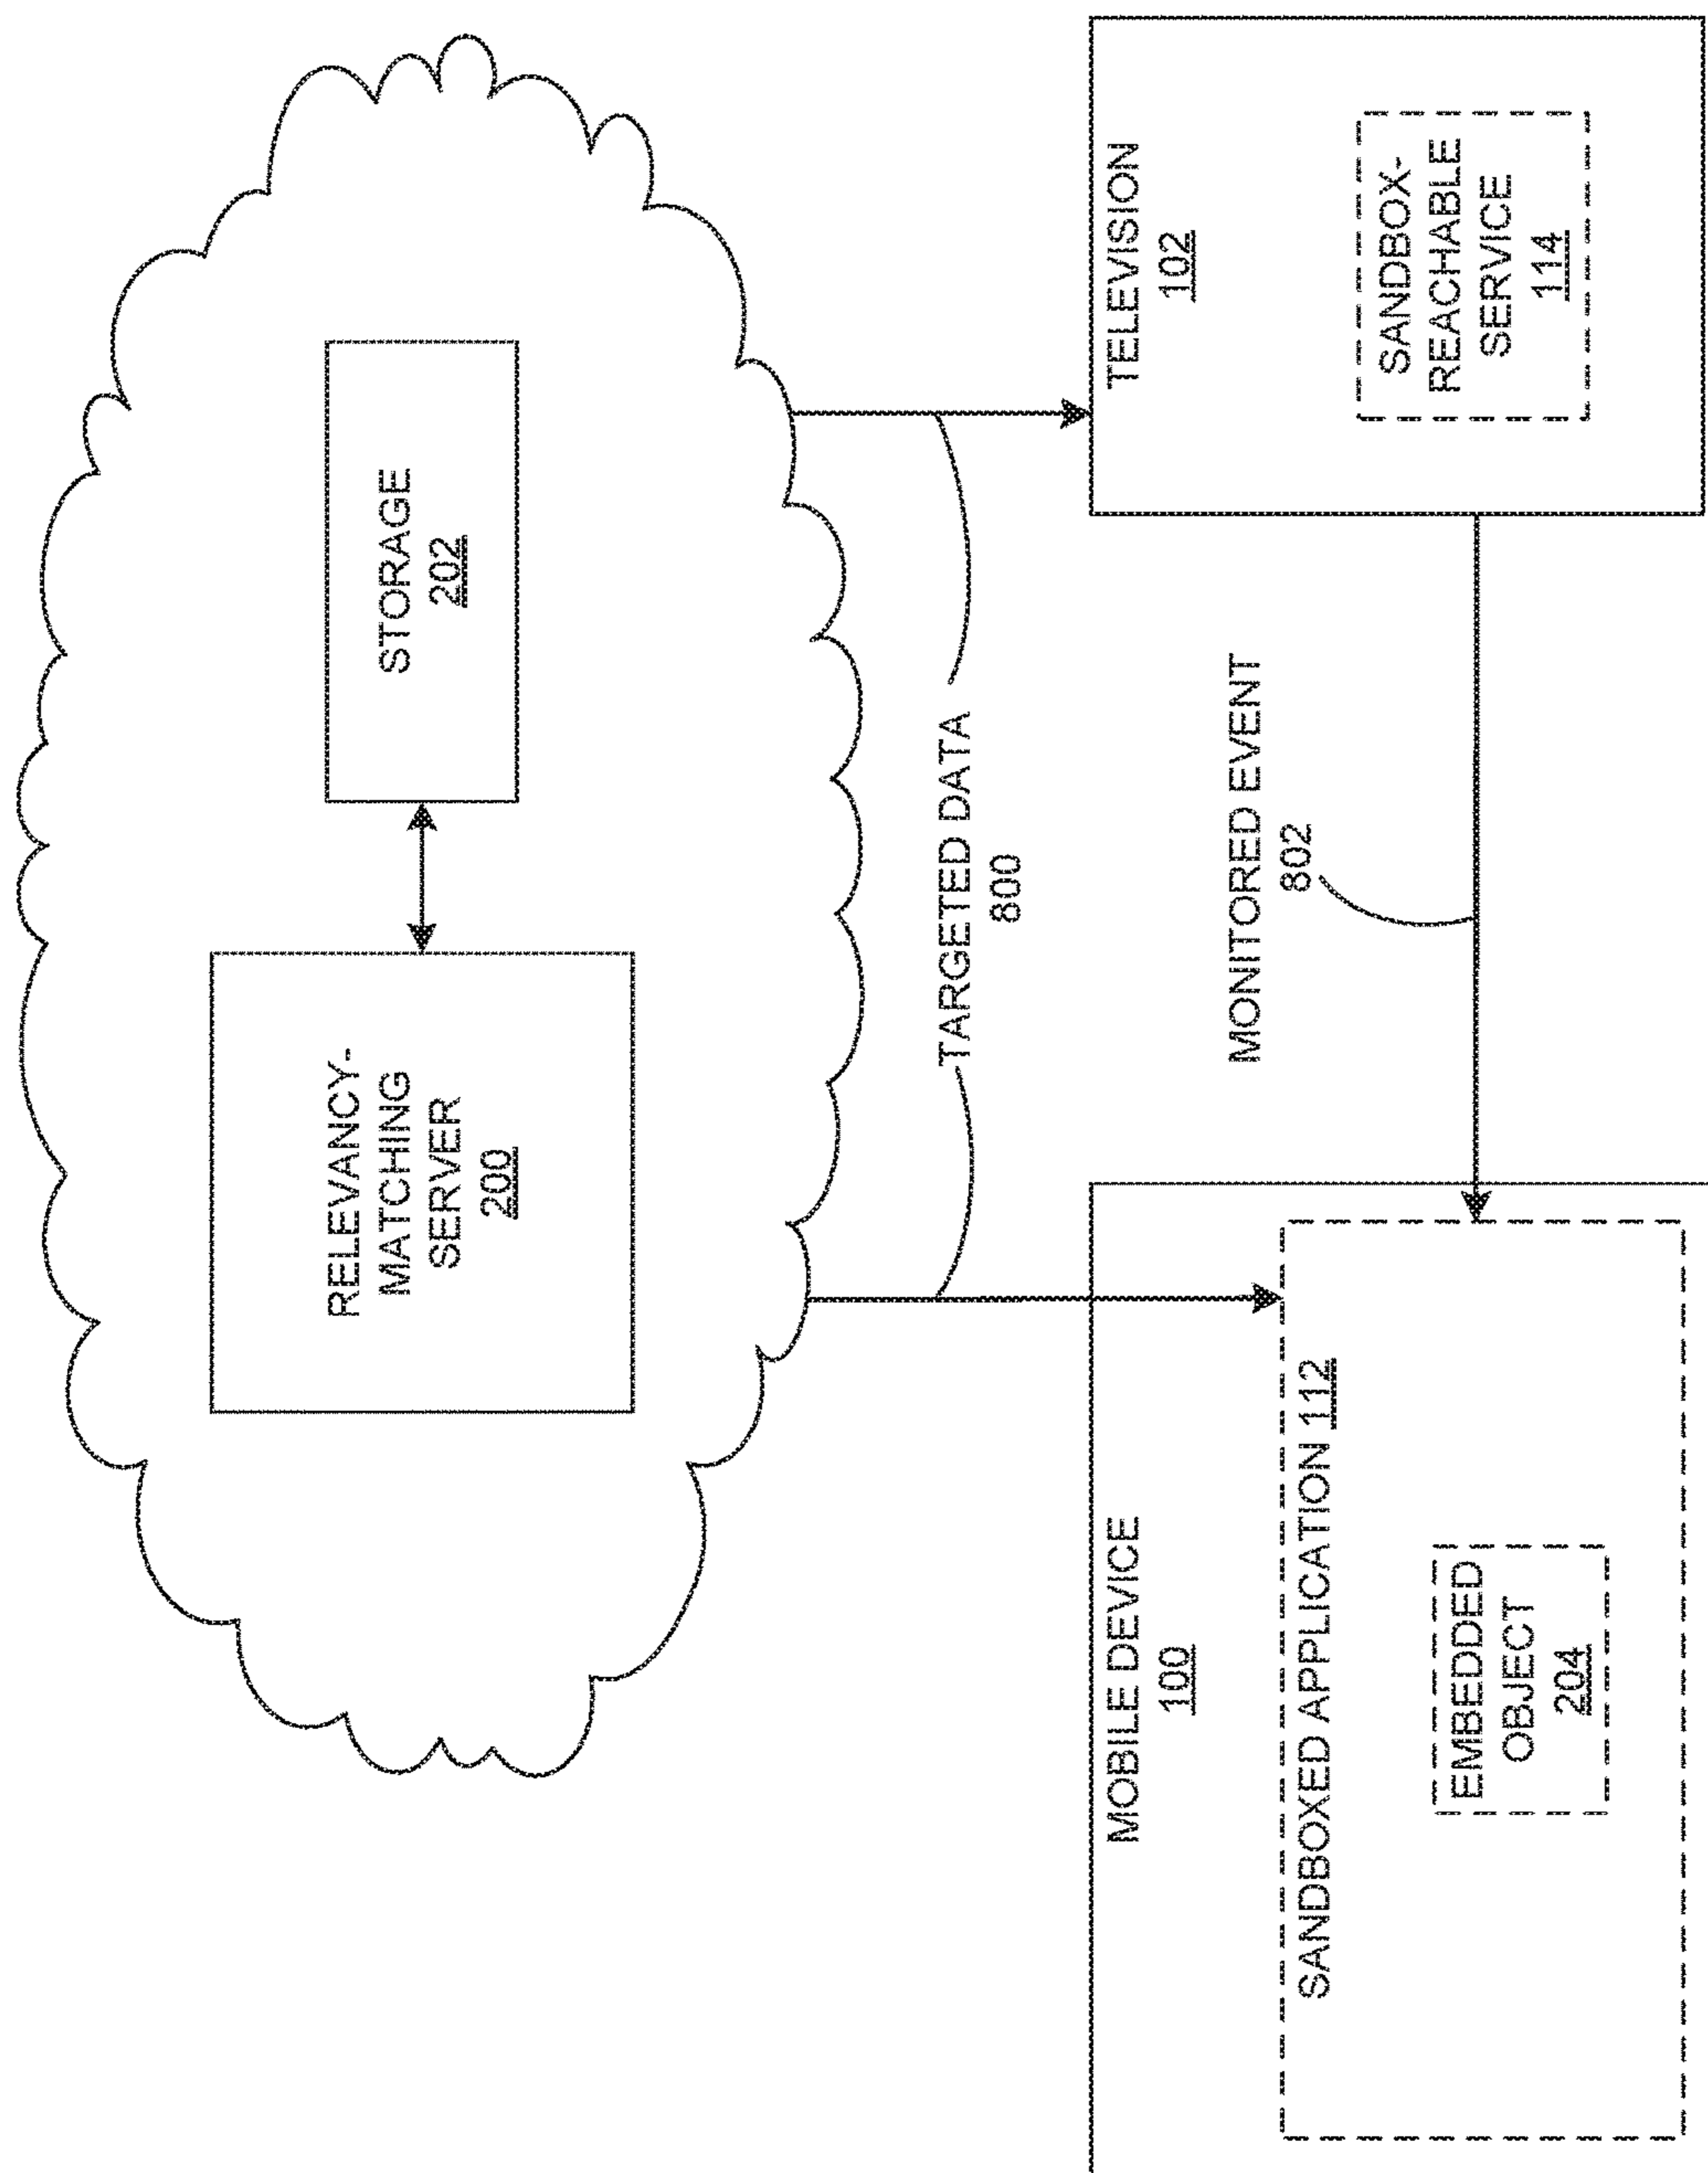 RELEVANCY-
MATCHING
SERVER
200
STORAGE
202
TARGETED DATA
800
MOBILE DEVICE
100
SANDBOXED APPLICATION 112
EMBEDDED
OBJECT
204
MONITORED EVENT
802
TELEVISION
102
SANDBOX-
REACHABLE
SERVICE
114